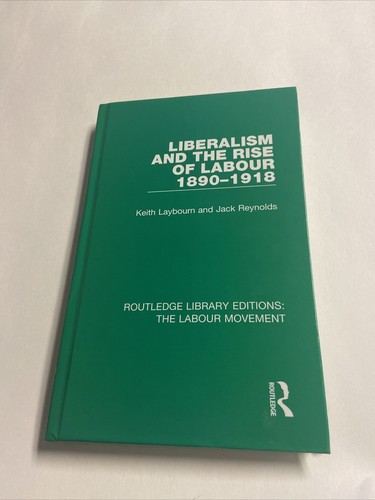 LIBERALISM
AND THE RISE
OF LABOUR
1890–1918
Keith Laybourn and Jack Reynolds
ROUTLEDGE LIBRARY EDITIONS:
THE LABOUR MOVEMENT
ROUTLEDGE